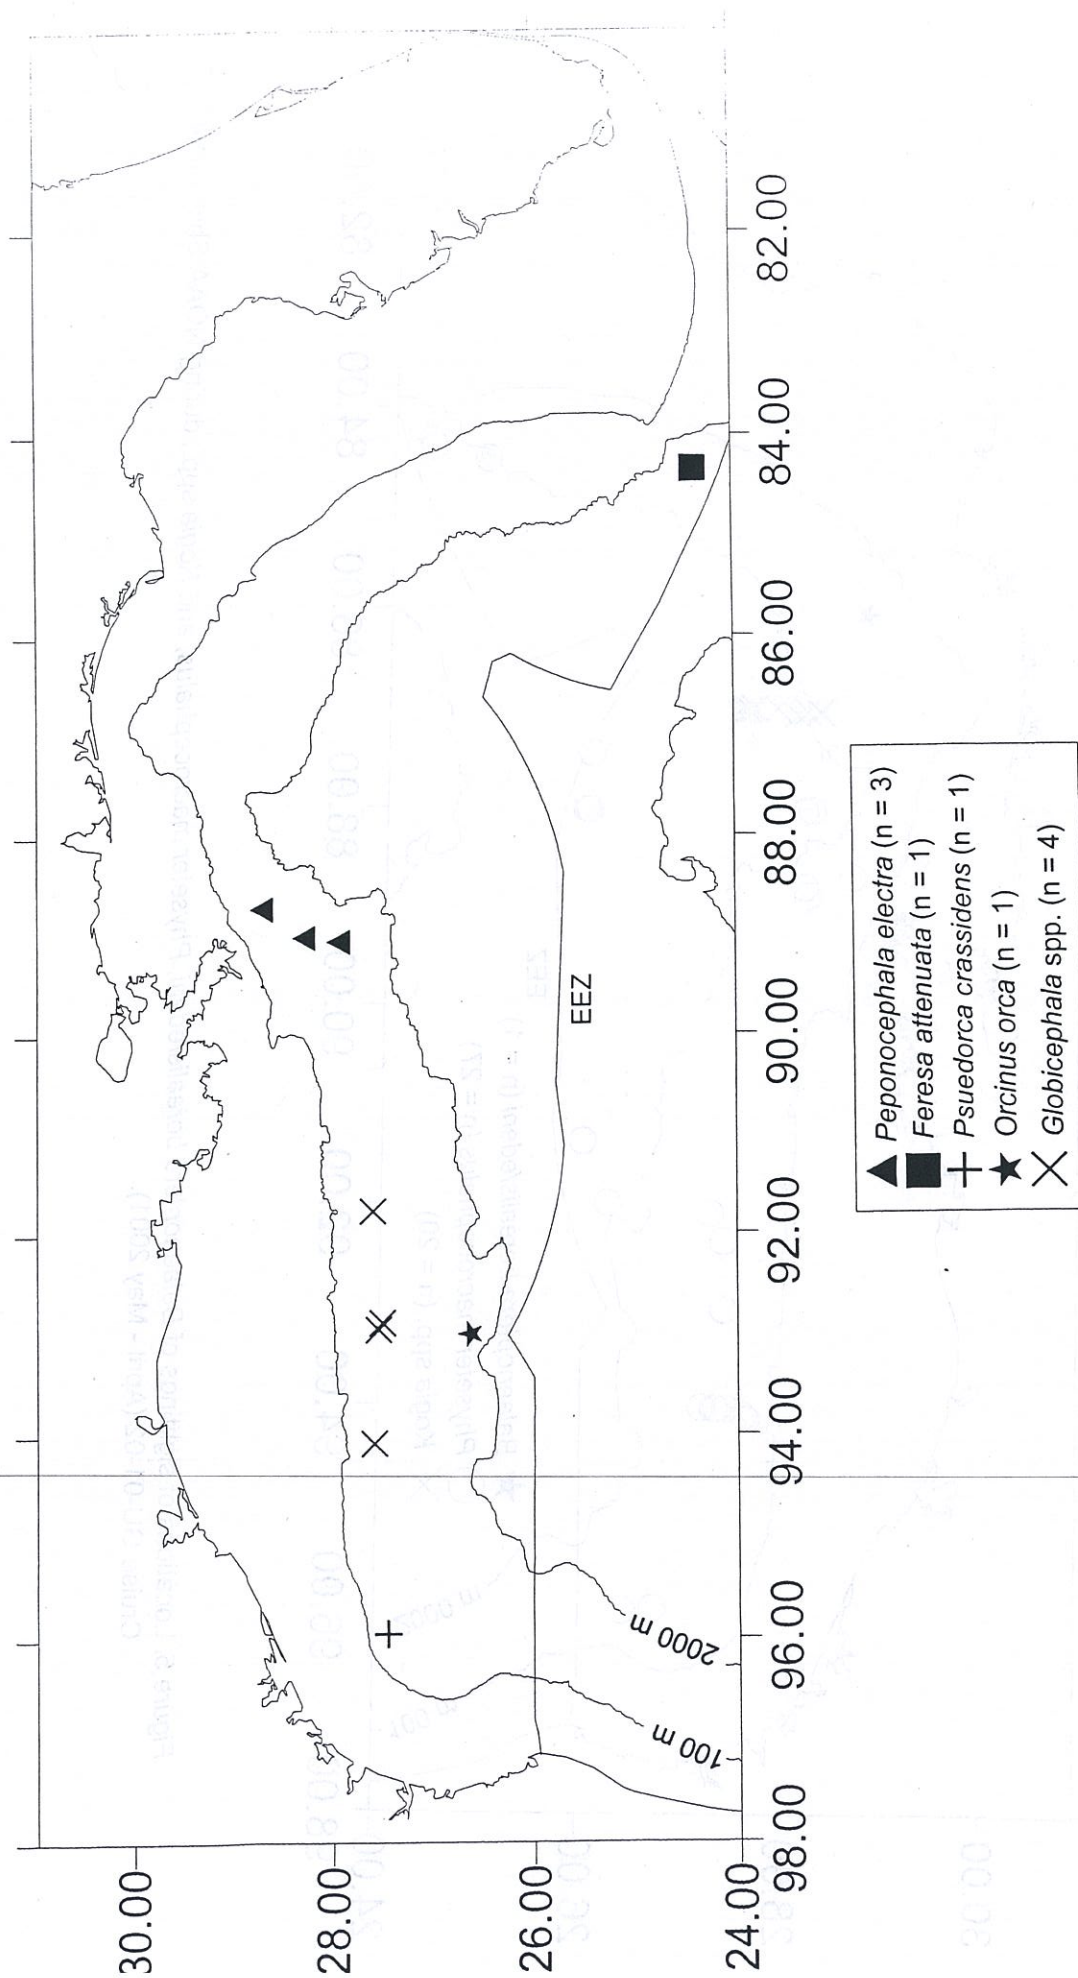 30.00
28.00
26.00
24.00
98.00
96.00
94.00
92.00
90.00
88.00
86.00
84.00
82.00
100 m
2000 m
EEZ
Peponocephala electra (n = 3)
Feresa attenuata (n = 1)
Psuedorca crassidens (n = 1)
Orcinus orca (n = 1)
Globicephala spp. (n = 4)